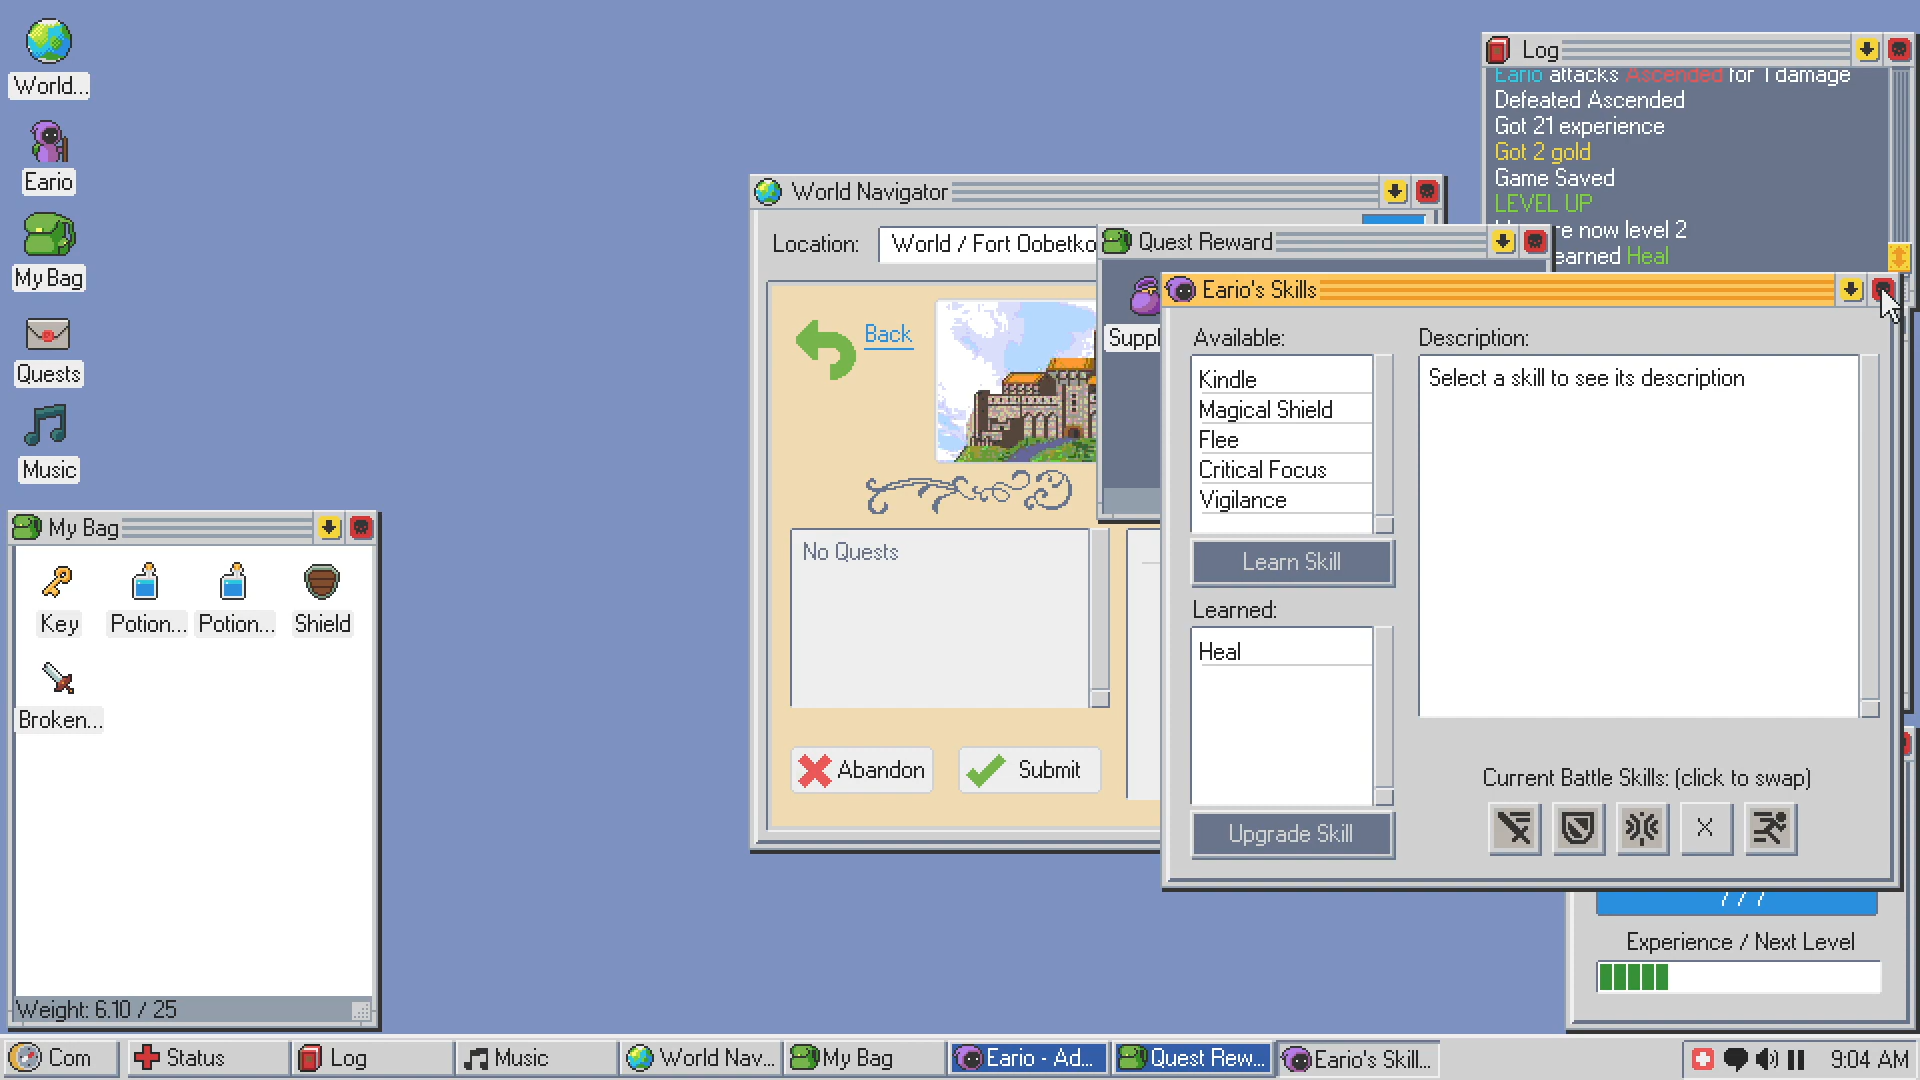 World...
Eario
My Bag
Quests
Music
Log
Eario attacks Ascended for 1 damage
Defeated Ascended
Got 21 experience
Got 2 gold
Game Saved
LEVEL UP
re now level 2
earned Heal
World Navigator
Location:
World / Fort Oobetko
Back
No Quests
Abandon
Submit
Quest Reward
Suppl
Eario's Skills
Available:
Kindle
Magical Shield
Flee
Critical Focus
Vigilance
Learn Skill
Learned:
Heal
Upgrade Skill
Description:
Select a skill to see its description
Current Battle Skills: (click to swap)
X
7 / 7
Experience / Next Level
My Bag
Key
Potion...
Potion...
Shield
Broken...
Weight: 6.10 / 25
Com
Status
Log
Music
World Nav...
My Bag
Eario - Ad...
Quest Rew...
Eario's Skill...
9:04 AM